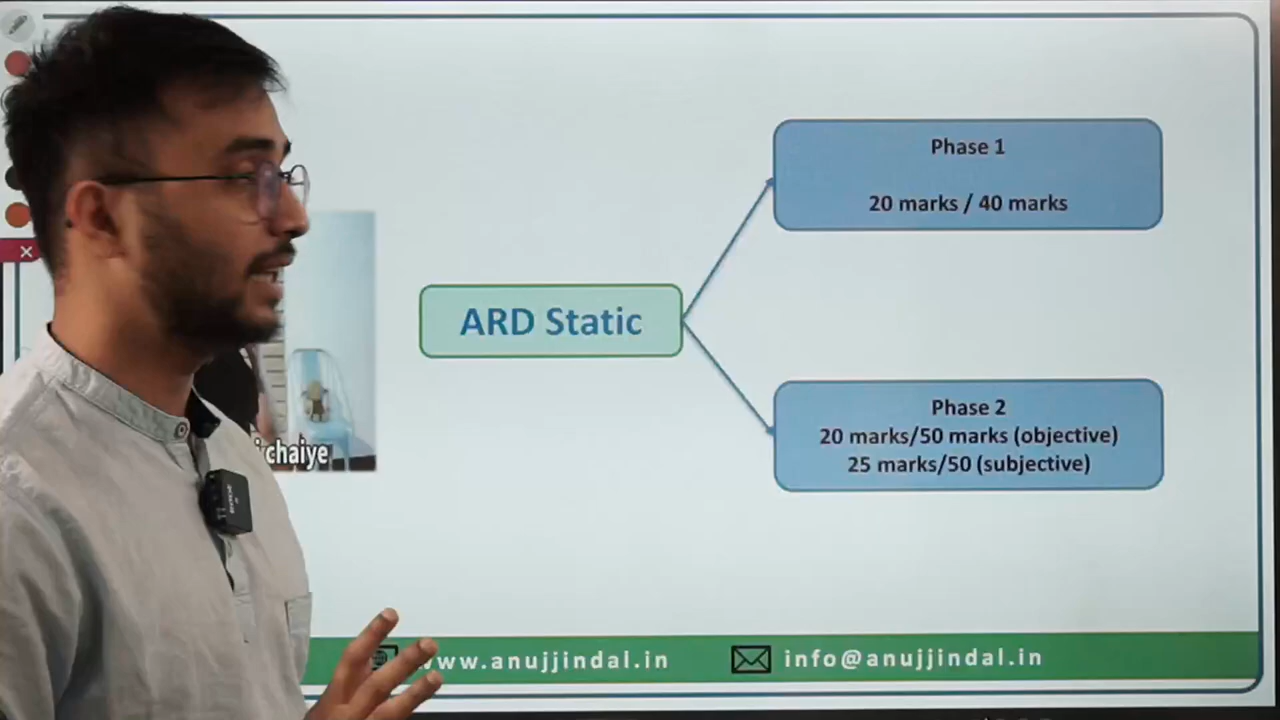 Phase 1
20 marks / 40 marks
ARD Static
Phase 2
20 marks/50 marks (objective)
25 marks/50 (subjective)
chaiye
www.anujjindal.in
info@anujjindal.in